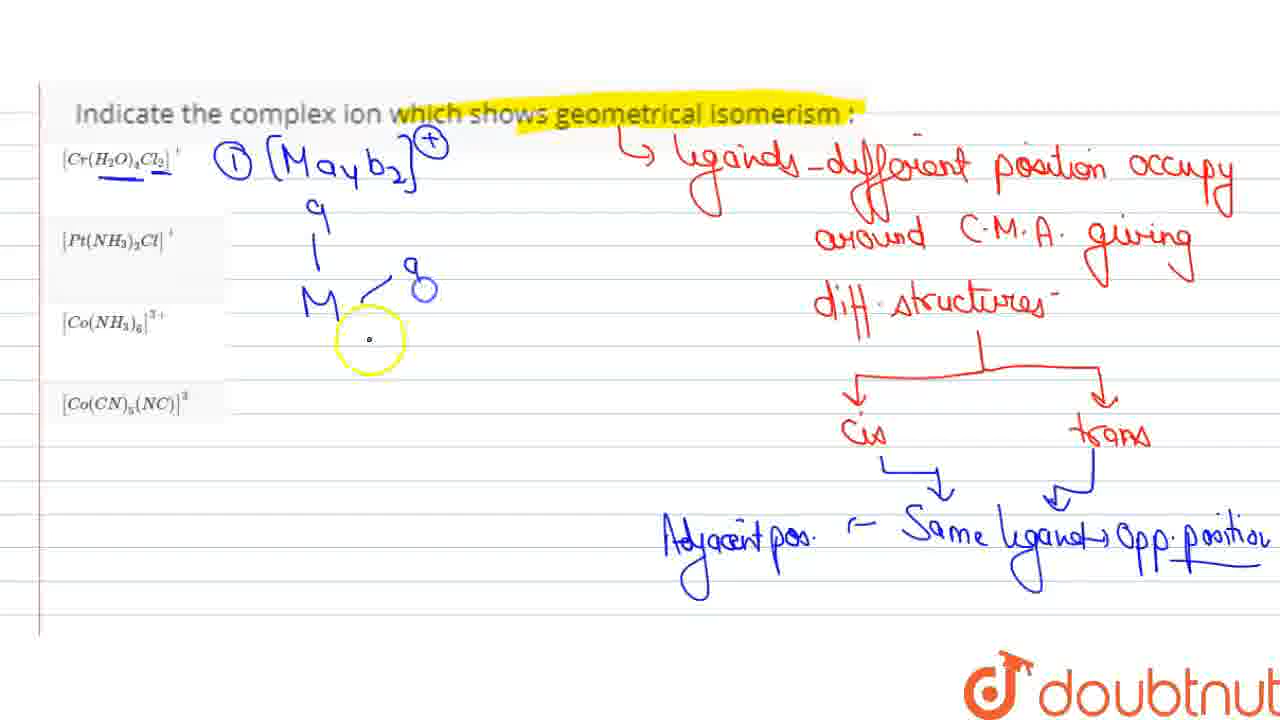 Indicate the complex ion which shows geometrical isomerism :
[Cr(H₂O)₄Cl₂]⁺ ① [Ma₄b₂]⁺
[Pt(NH₃)₃Cl]⁺
[Co(NH₃)₆]³⁺
[Co(CN)₅(NC)]³
a
M a
↳ ligands - different position occupy
around C.M.A. giving
diff. structures -
cis trans
Adjacent pos. ← Same ligand → Opp. position
doubtnut